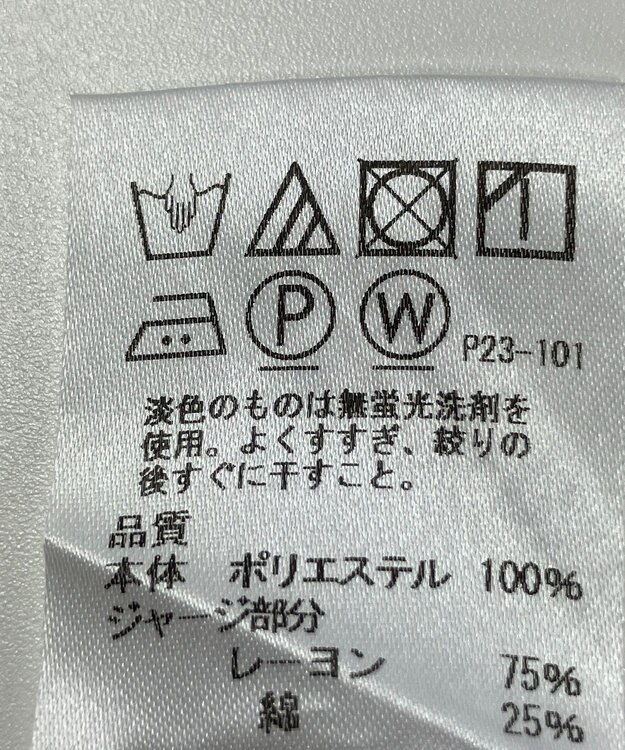 P W P23-101
淡色のものは無蛍光洗剤を
使用。よくすすぎ、絞りの
後すぐに干すこと。
品質
本体 ポリエステル 100%
ジャージ部分
レーヨン 75%
綿 25%